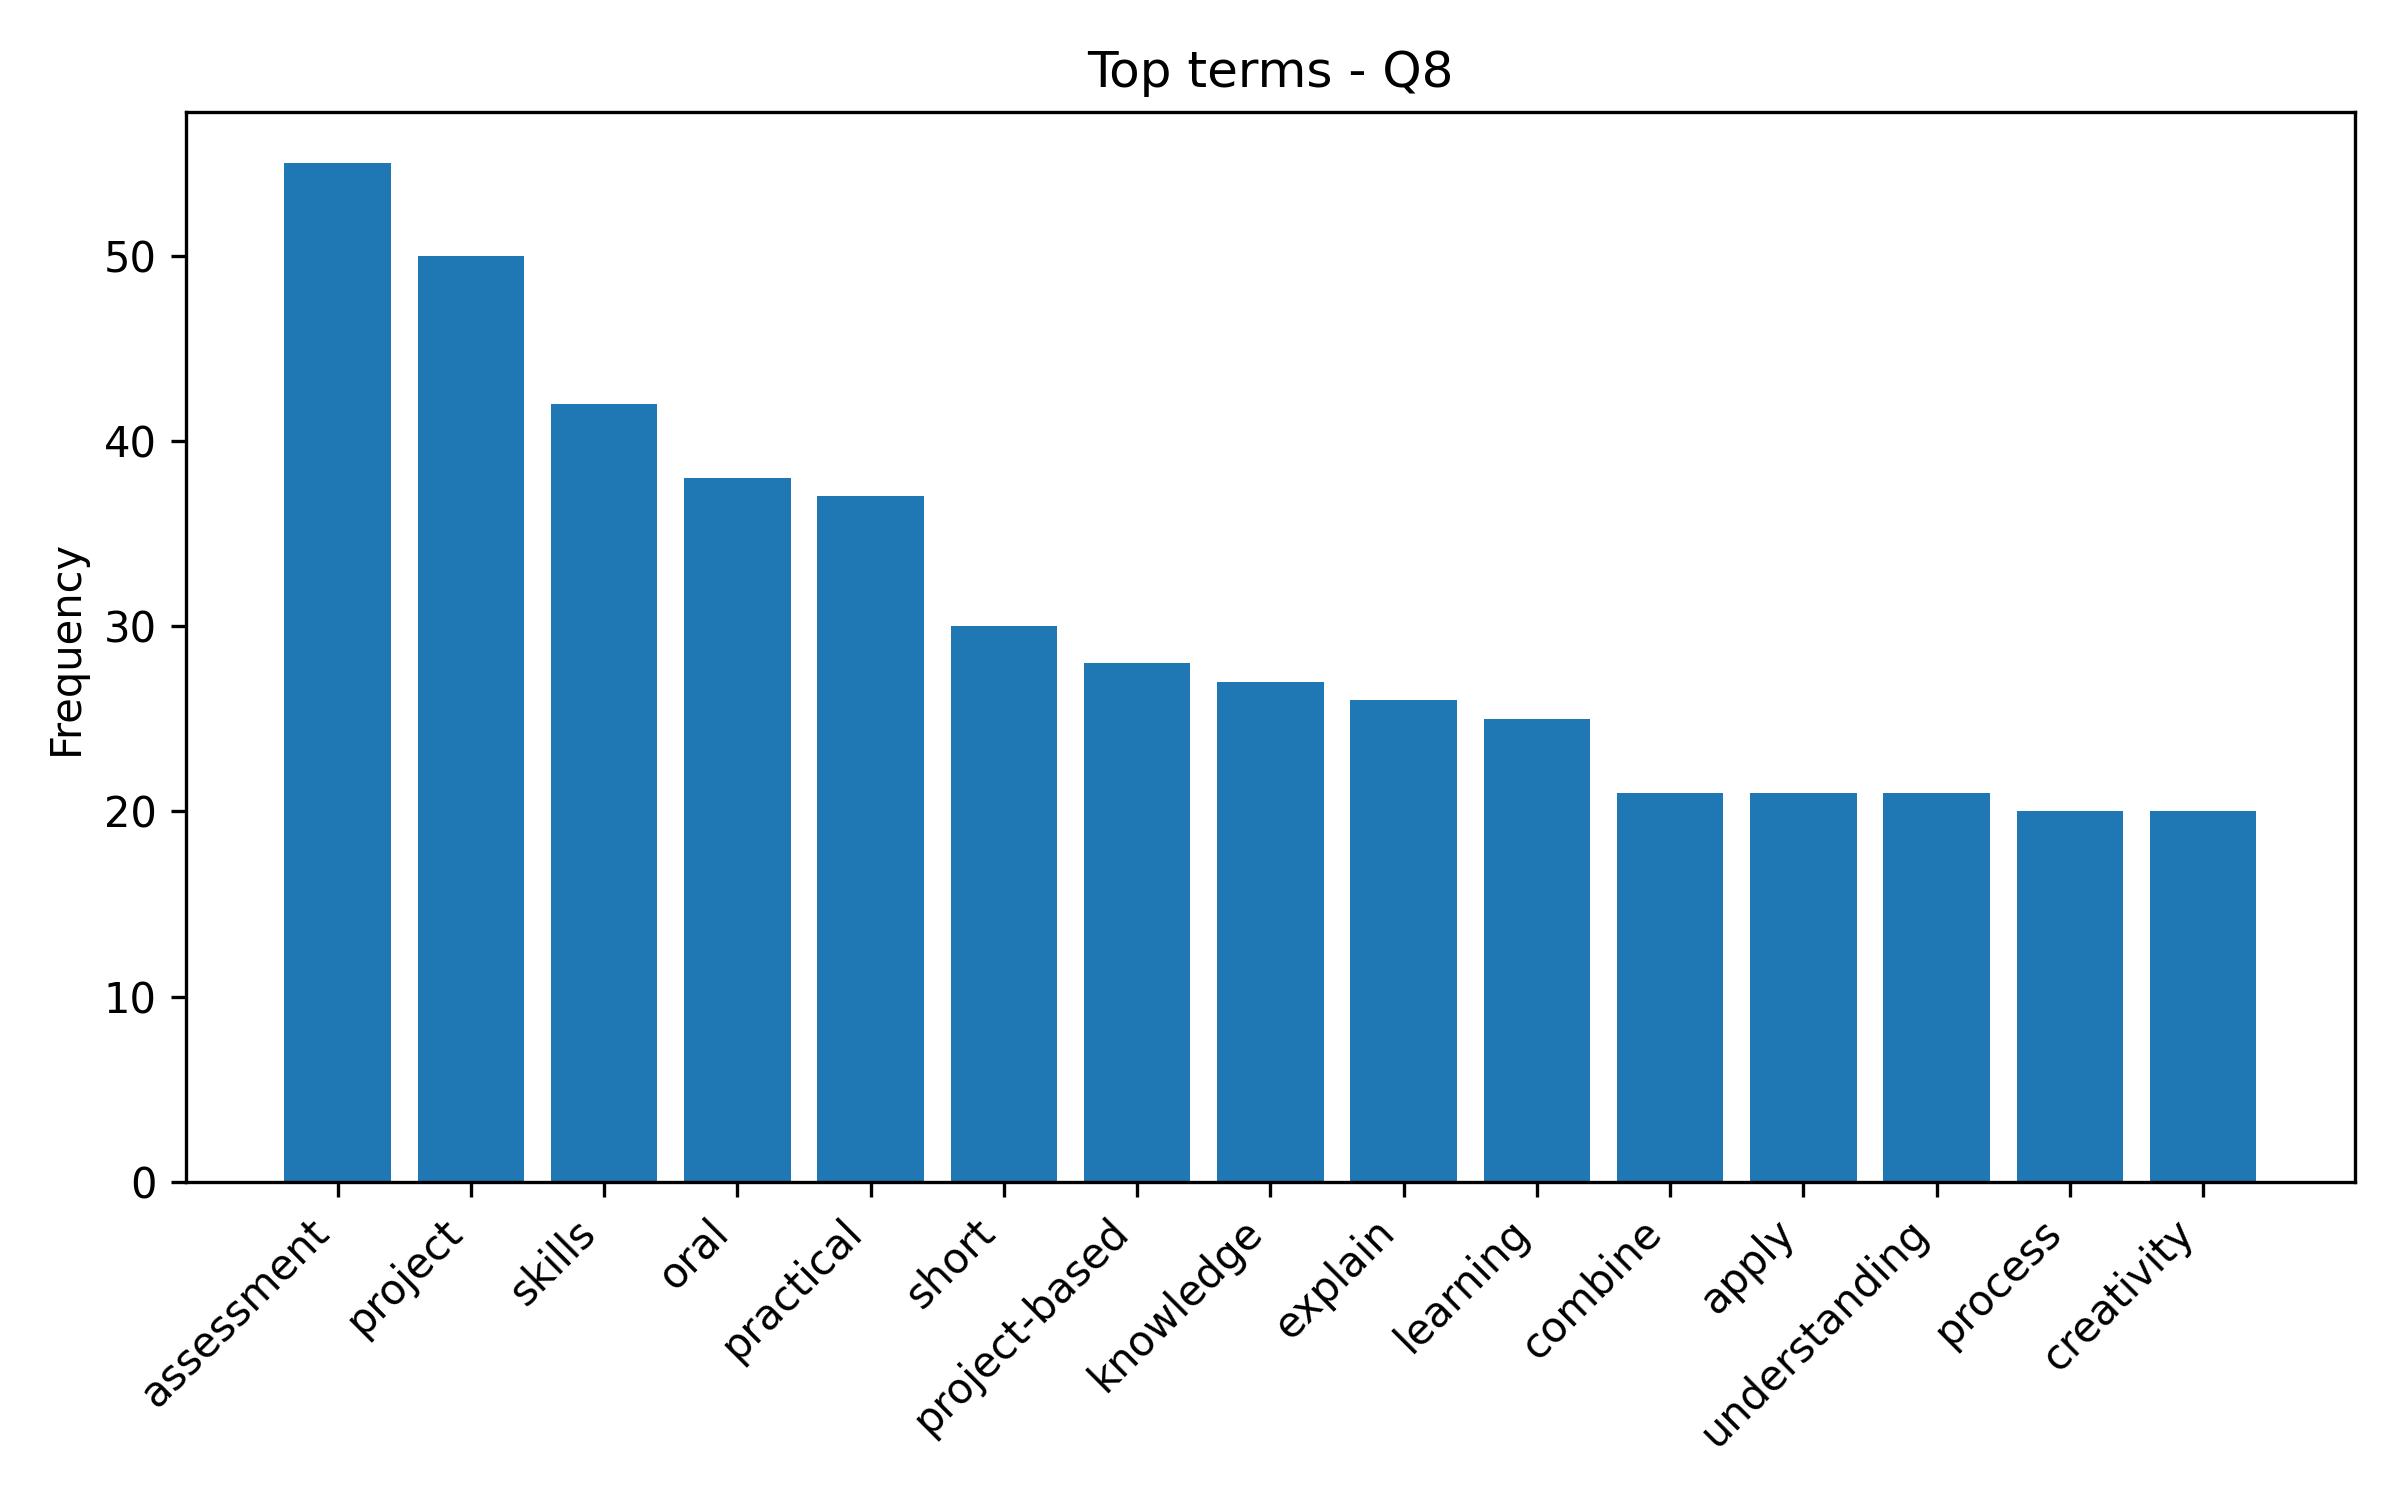 Top terms - Q8
Frequency
50
40
30
20
10
0
assessment
project
skills
oral
practical
short
project-based
knowledge
explain
learning
combine
apply
understanding
process
creativity